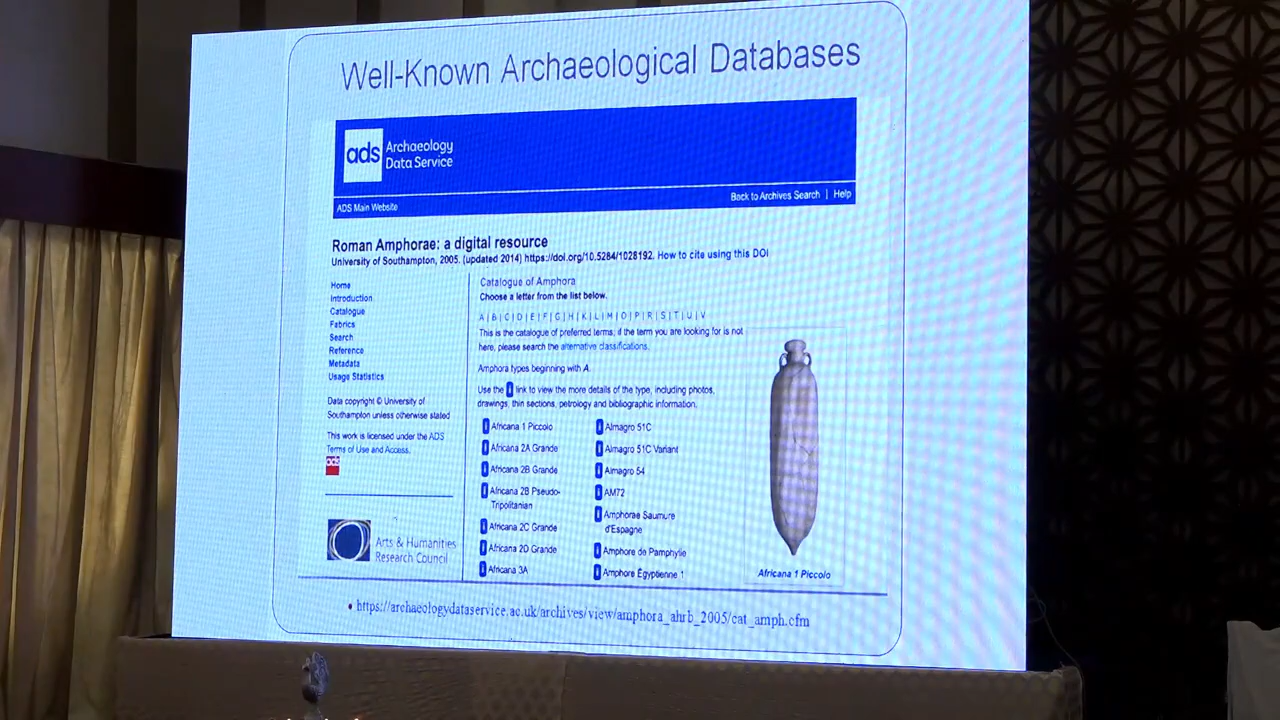 Well-Known Archaeological Databases
ads
Archaeology
Data Service
ADS Main Website
Back to Archives Search | Help
Roman Amphorae: a digital resource
University of Southampton, 2005. (updated 2014) https://doi.org/10.5284/1028192. How to cite using this DOI
Home
Introduction
Catalogue
Fabrics
Search
Reference
Metadata
Usage Statistics
Data copyright © University of
Southampton unless otherwise stated
This work is licensed under the ADS
Terms of Use and Access.
ads
Arts & Humanities
Research Council
Catalogue of Amphora
Choose a letter from the list below.
A | B | C | D | E | F | G | H | K | L | M | O | P | R | S | T | U | V
This is the catalogue of preferred terms; if the term you are looking for is not
here, please search the alternative classifications.
Amphora types beginning with A.
Use the i link to view the more details of the type, including photos,
drawings, thin sections, petrology and bibliographic information.
i Africana 1 Piccolo
i Africana 2A Grande
i Africana 2B Grande
i Africana 2B Pseudo-
Tripolitanian
i Africana 2C Grande
i Africana 2D Grande
i Africana 3A
i Almagro 51C
i Almagro 51C Variant
i Almagro 54
i AM72
i Amphorae Saumure
d'Espagne
i Amphore de Pamphylie
i Amphore Égyptienne 1
Africana 1 Piccolo
• https://archaeologydataservice.ac.uk/archives/view/amphora_ahrb_2005/cat_amph.cfm